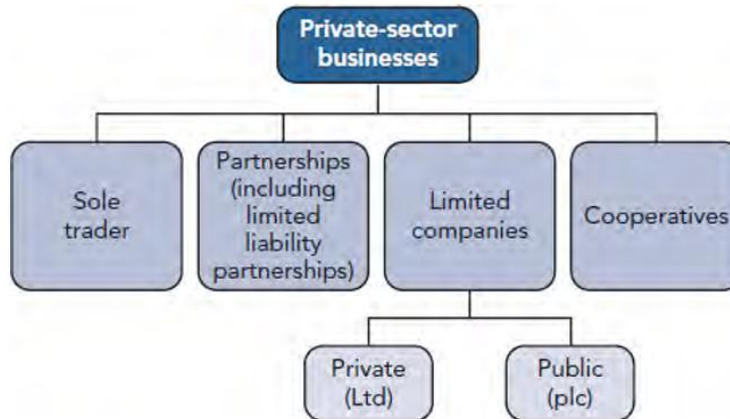 Private-sector
businesses
Sole
trader
Partnerships
(including
limited
liability
partnerships)
Limited
companies
Cooperatives
Private
(Ltd)
Public
(plc)